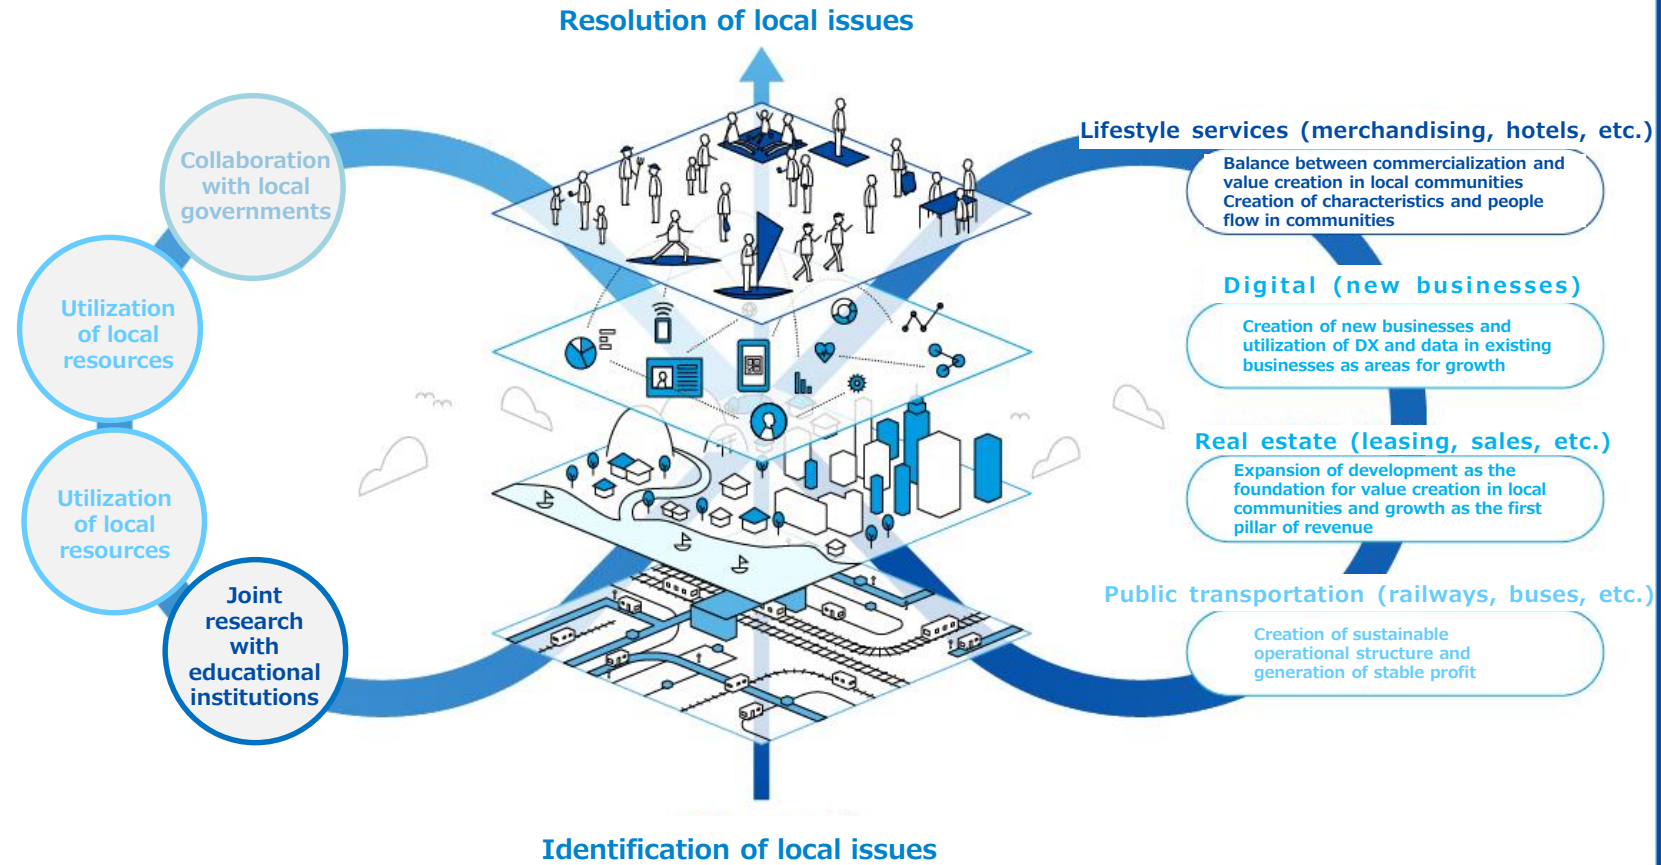 Resolution of local issues
Collaboration
with local
governments
Utilization
of local
resources
Utilization
of local
resources
Joint
research
with
educational
institutions
Lifestyle services (merchandising, hotels, etc.)
Balance between commercialization and
value creation in local communities
Creation of characteristics and people
flow in communities
Digital (new businesses)
Creation of new businesses and
utilization of DX and data in existing
businesses as areas for growth
Real estate (leasing, sales, etc.)
Expansion of development as the
foundation for value creation in local
communities and growth as the first
pillar of revenue
Public transportation (railways, buses, etc.)
Creation of sustainable
operational structure and
generation of stable profit
Identification of local issues